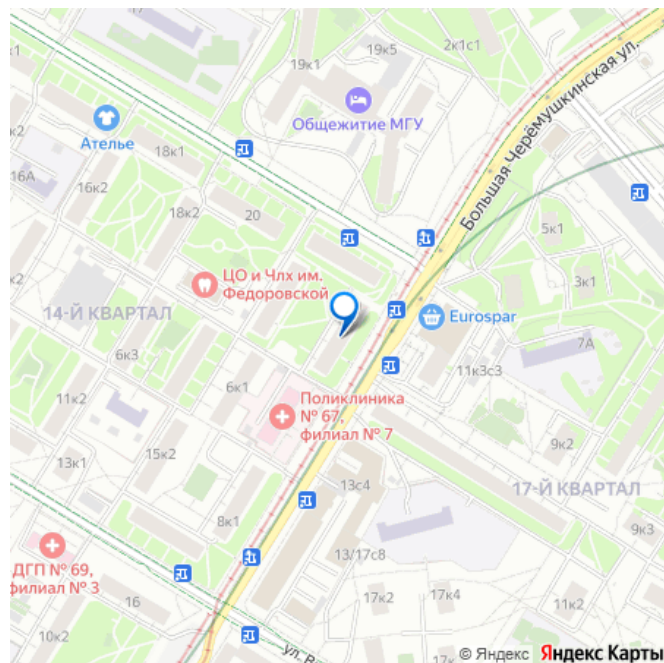 19к5
2к1с1
19к1
Общежитие МГУ
Большая Черёмушкинская ул.
к2
Ателье
18к1
16А
16к2
18к2
20
5к1
ЦО и Члх им.
Федоровской
3к1
14-Й КВАРТАЛ
Eurospar
7А
6к3
6к1
11к3с3
11к2
Поликлиника
№ 67,
филиал № 7
9к2
15к2
13к1
13с4
17-Й КВАРТАЛ
8к1
9к3
ДГП № 69,
филиал № 3
13/17с8
16
17к2
17к4
11к2
10к2
ул. Ва
© Яндекс Яндекс Карты